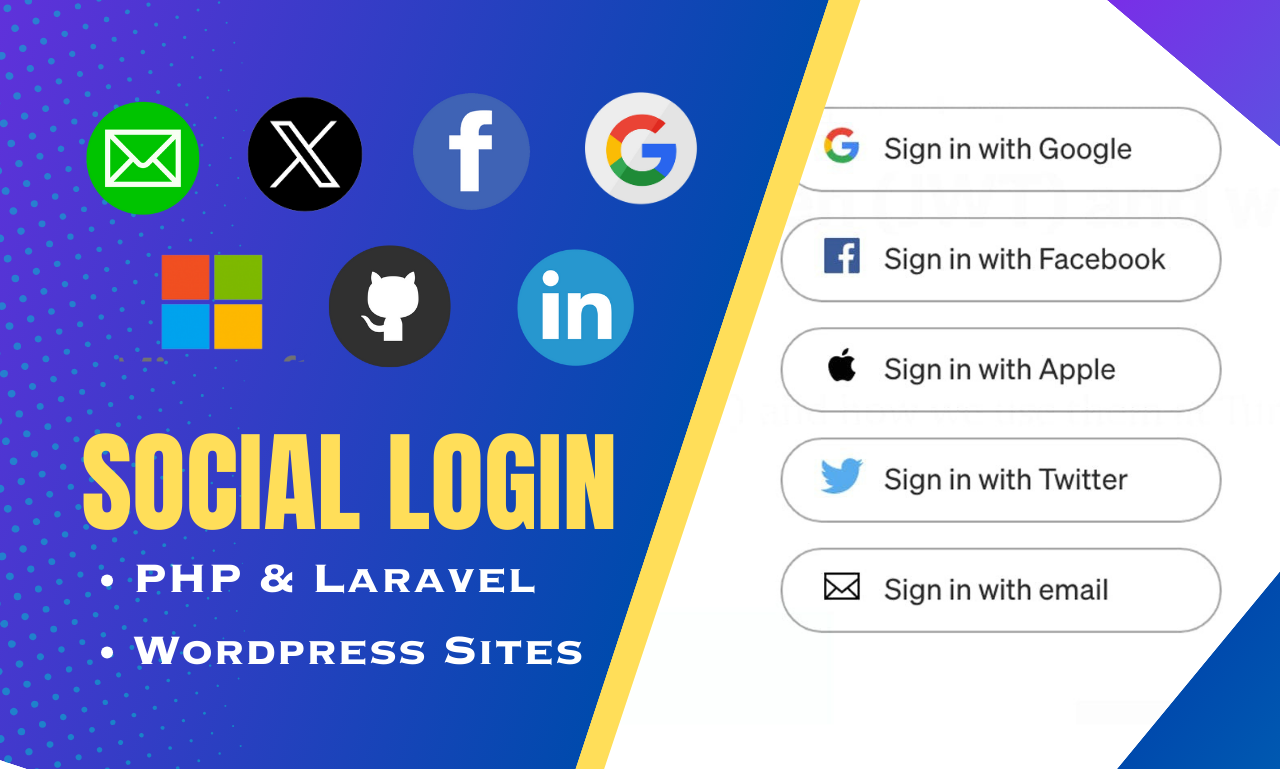 SOCIAL LOGIN
• PHP & LARAVEL
• WORDPRESS SITES
Sign in with Google
Sign in with Facebook
Sign in with Apple
Sign in with Twitter
Sign in with email